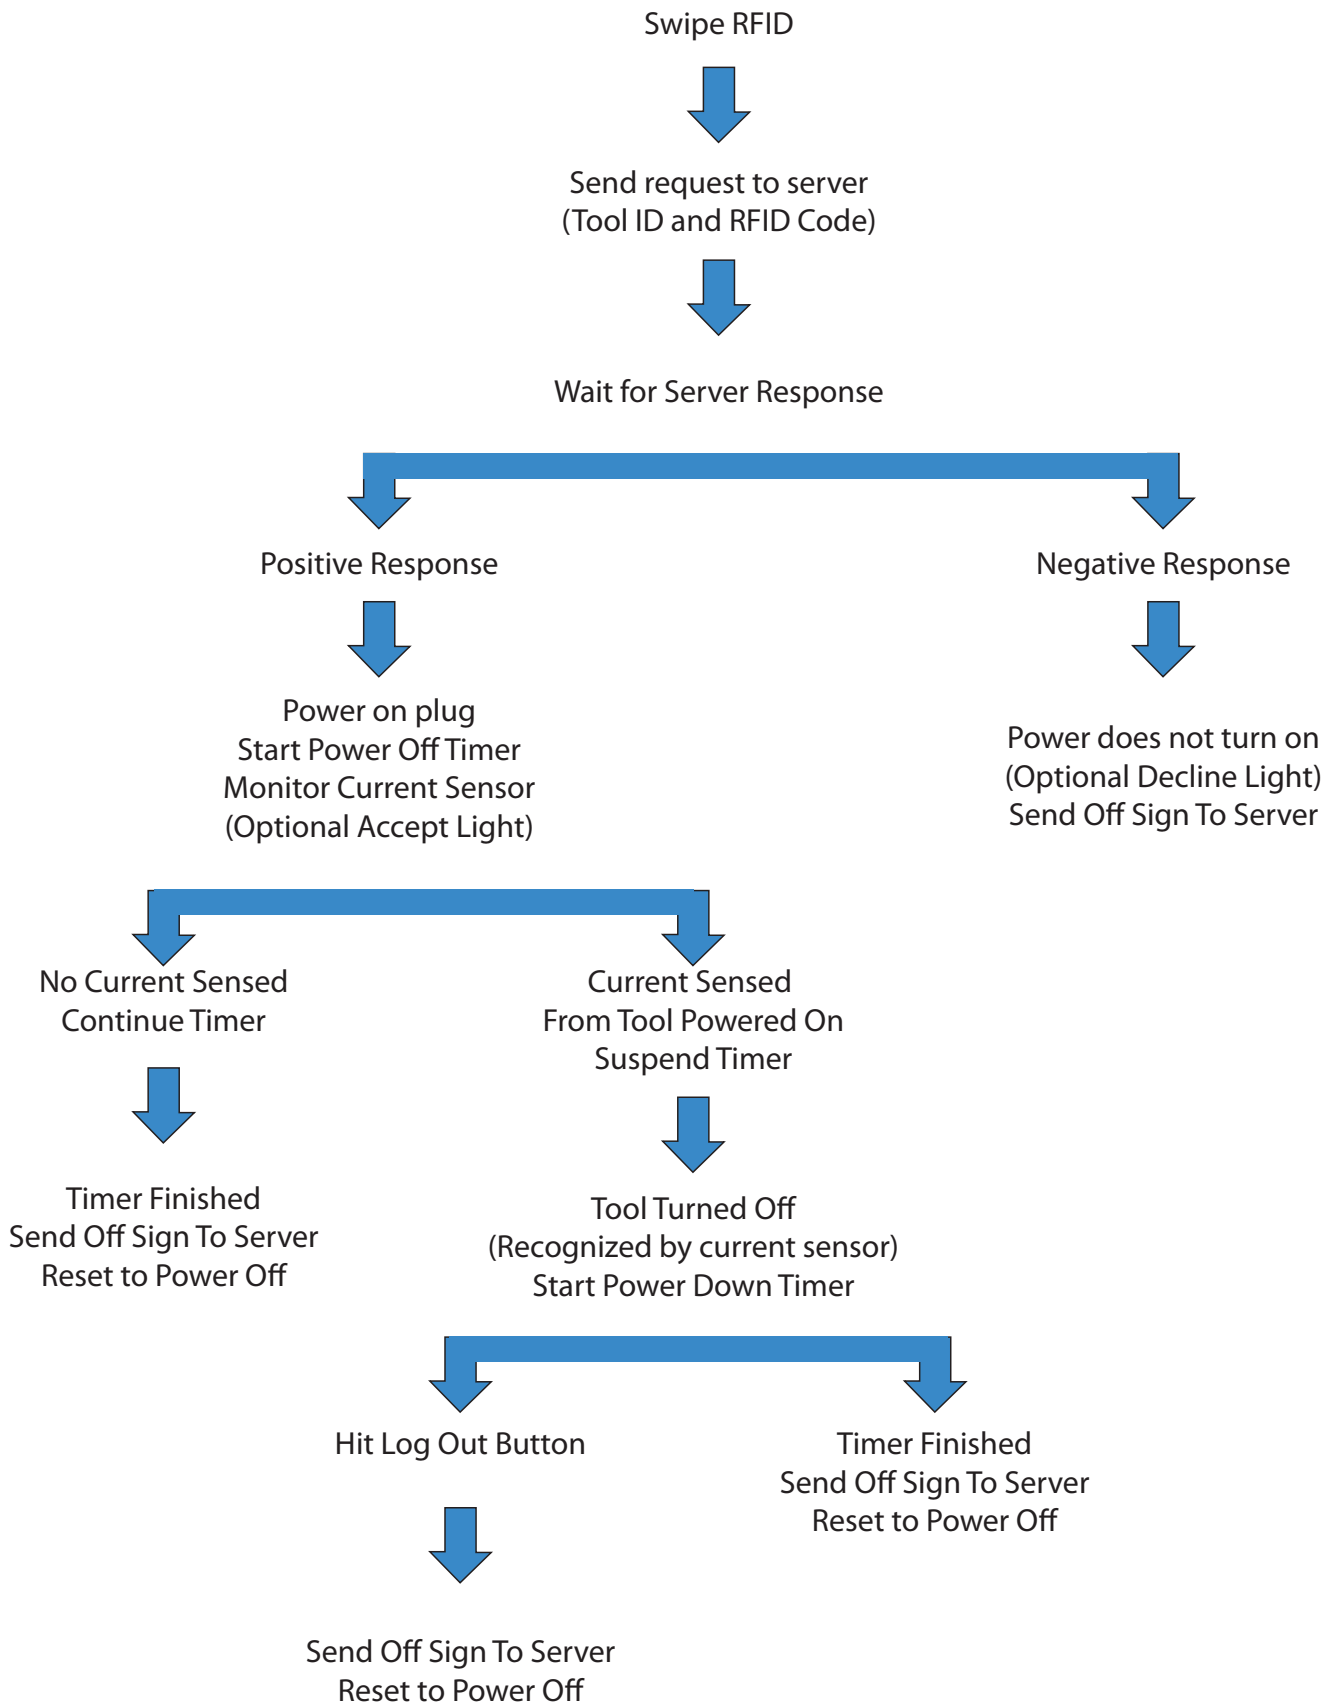 Swipe RFID
Send request to server
(Tool ID and RFID Code)
Wait for Server Response
Positive Response
Negative Response
Power on plug
Start Power Off Timer
Monitor Current Sensor
(Optional Accept Light)
Power does not turn on
(Optional Decline Light)
Send Off Sign To Server
No Current Sensed
Continue Timer
Current Sensed
From Tool Powered On
Suspend Timer
Timer Finished
Send Off Sign To Server
Reset to Power Off
Tool Turned Off
(Recognized by current sensor)
Start Power Down Timer
Hit Log Out Button
Timer Finished
Send Off Sign To Server
Reset to Power Off
Send Off Sign To Server
Reset to Power Off